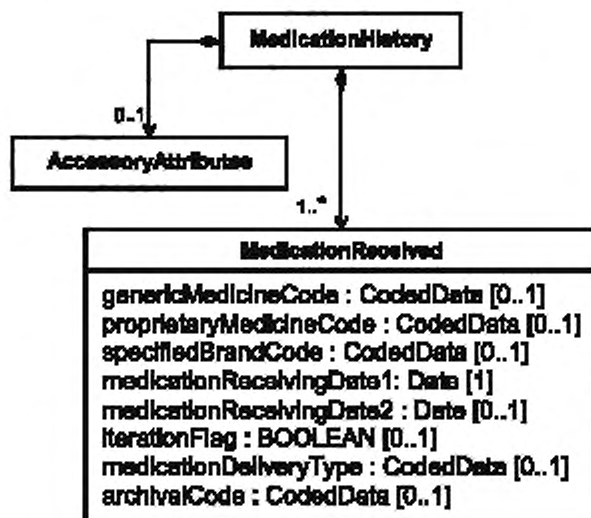 MedicationHistory
0..1
AccessoryAttributes
1..*
MedicationReceived
genericMedicineCode : CodedData [0..1]
proprietaryMedicineCode : CodedData [0..1]
specifiedBrandCode : CodedData [0..1]
medicationReceivingDate1: Date [1]
medicationReceivingDate2 : Date [0..1]
iterationFlag : BOOLEAN [0..1]
medicationDeliveryType : CodedData [0..1]
archivalCode : CodedData [0..1]